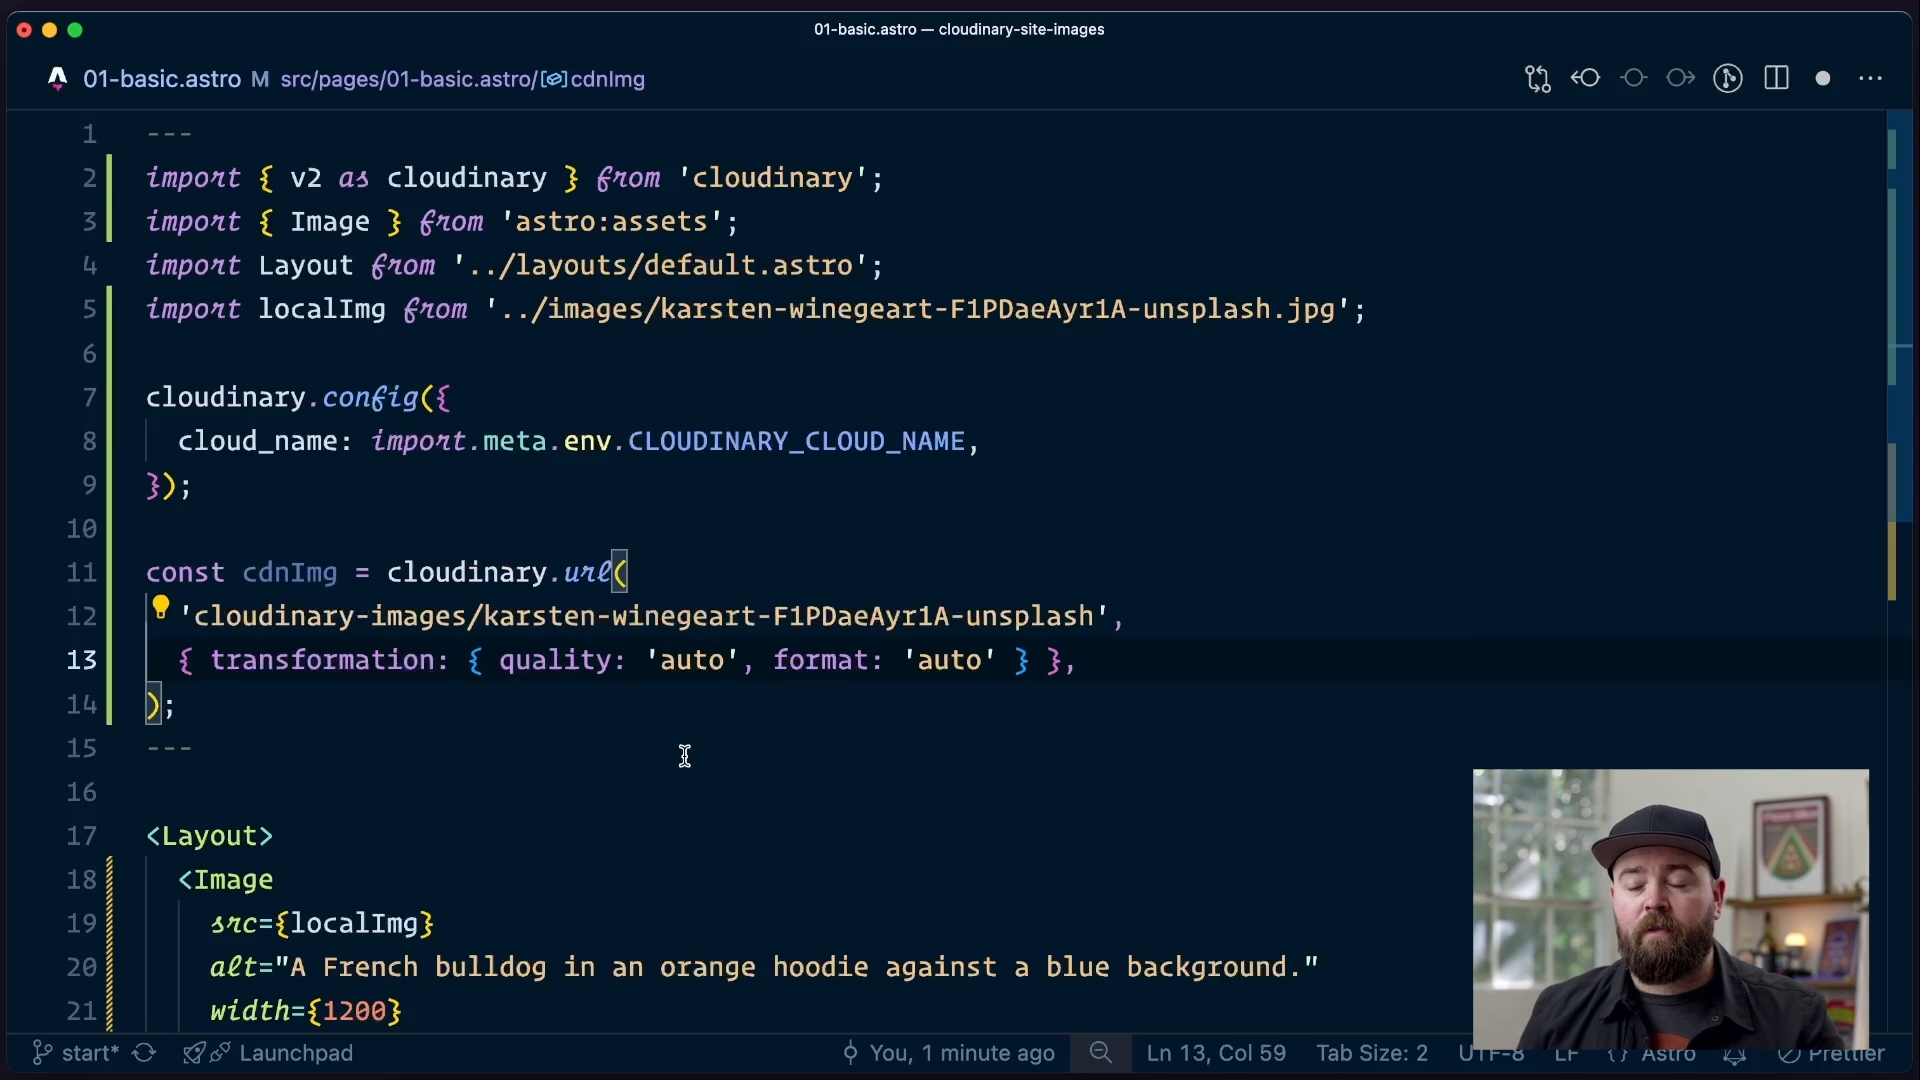 01-basic.astro — cloudinary-site-images
01-basic.astro M src/pages/01-basic.astro/cdnImg
1 ---
2 import { v2 as cloudinary } from 'cloudinary';
3 import { Image } from 'astro:assets';
4 import Layout from '../layouts/default.astro';
5 import localImg from '../images/karsten-winegeart-F1PDaeAyr1A-unsplash.jpg';
6
7 cloudinary.config({
8 cloud_name: import.meta.env.CLOUDINARY_CLOUD_NAME,
9 });
10
11 const cdnImg = cloudinary.url(
12 'cloudinary-images/karsten-winegeart-F1PDaeAyr1A-unsplash',
13 { transformation: { quality: 'auto', format: 'auto' } },
14 );
15 ---
16
17 <Layout>
18 <Image
19 src={localImg}
20 alt="A French bulldog in an orange hoodie against a blue background."
21 width={1200}
start* Launchpad You, 1 minute ago Ln 13, Col 59 Tab Size: 2 UTF-8 LF {} Astro Prettier